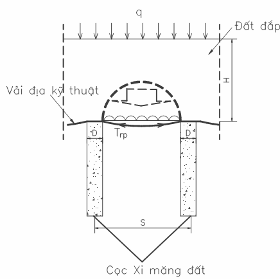 q
Đất đắp
H
Vải địa kỹ thuật
D
Trp
D
S
Cọc Xi măng đất